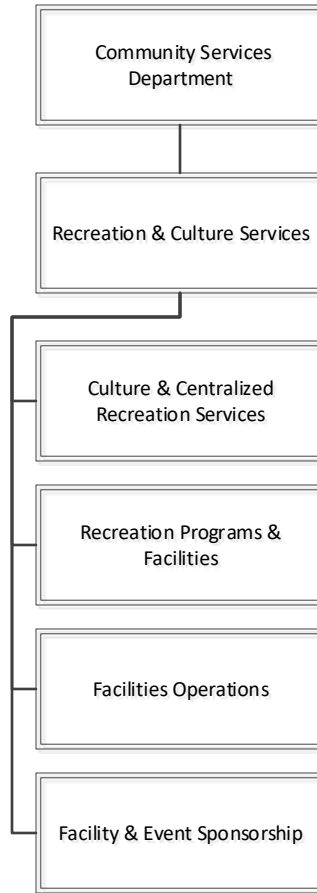 Community Services
Department
Recreation & Culture Services
Culture & Centralized
Recreation Services
Recreation Programs &
Facilities
Facilities Operations
Facility & Event Sponsorship